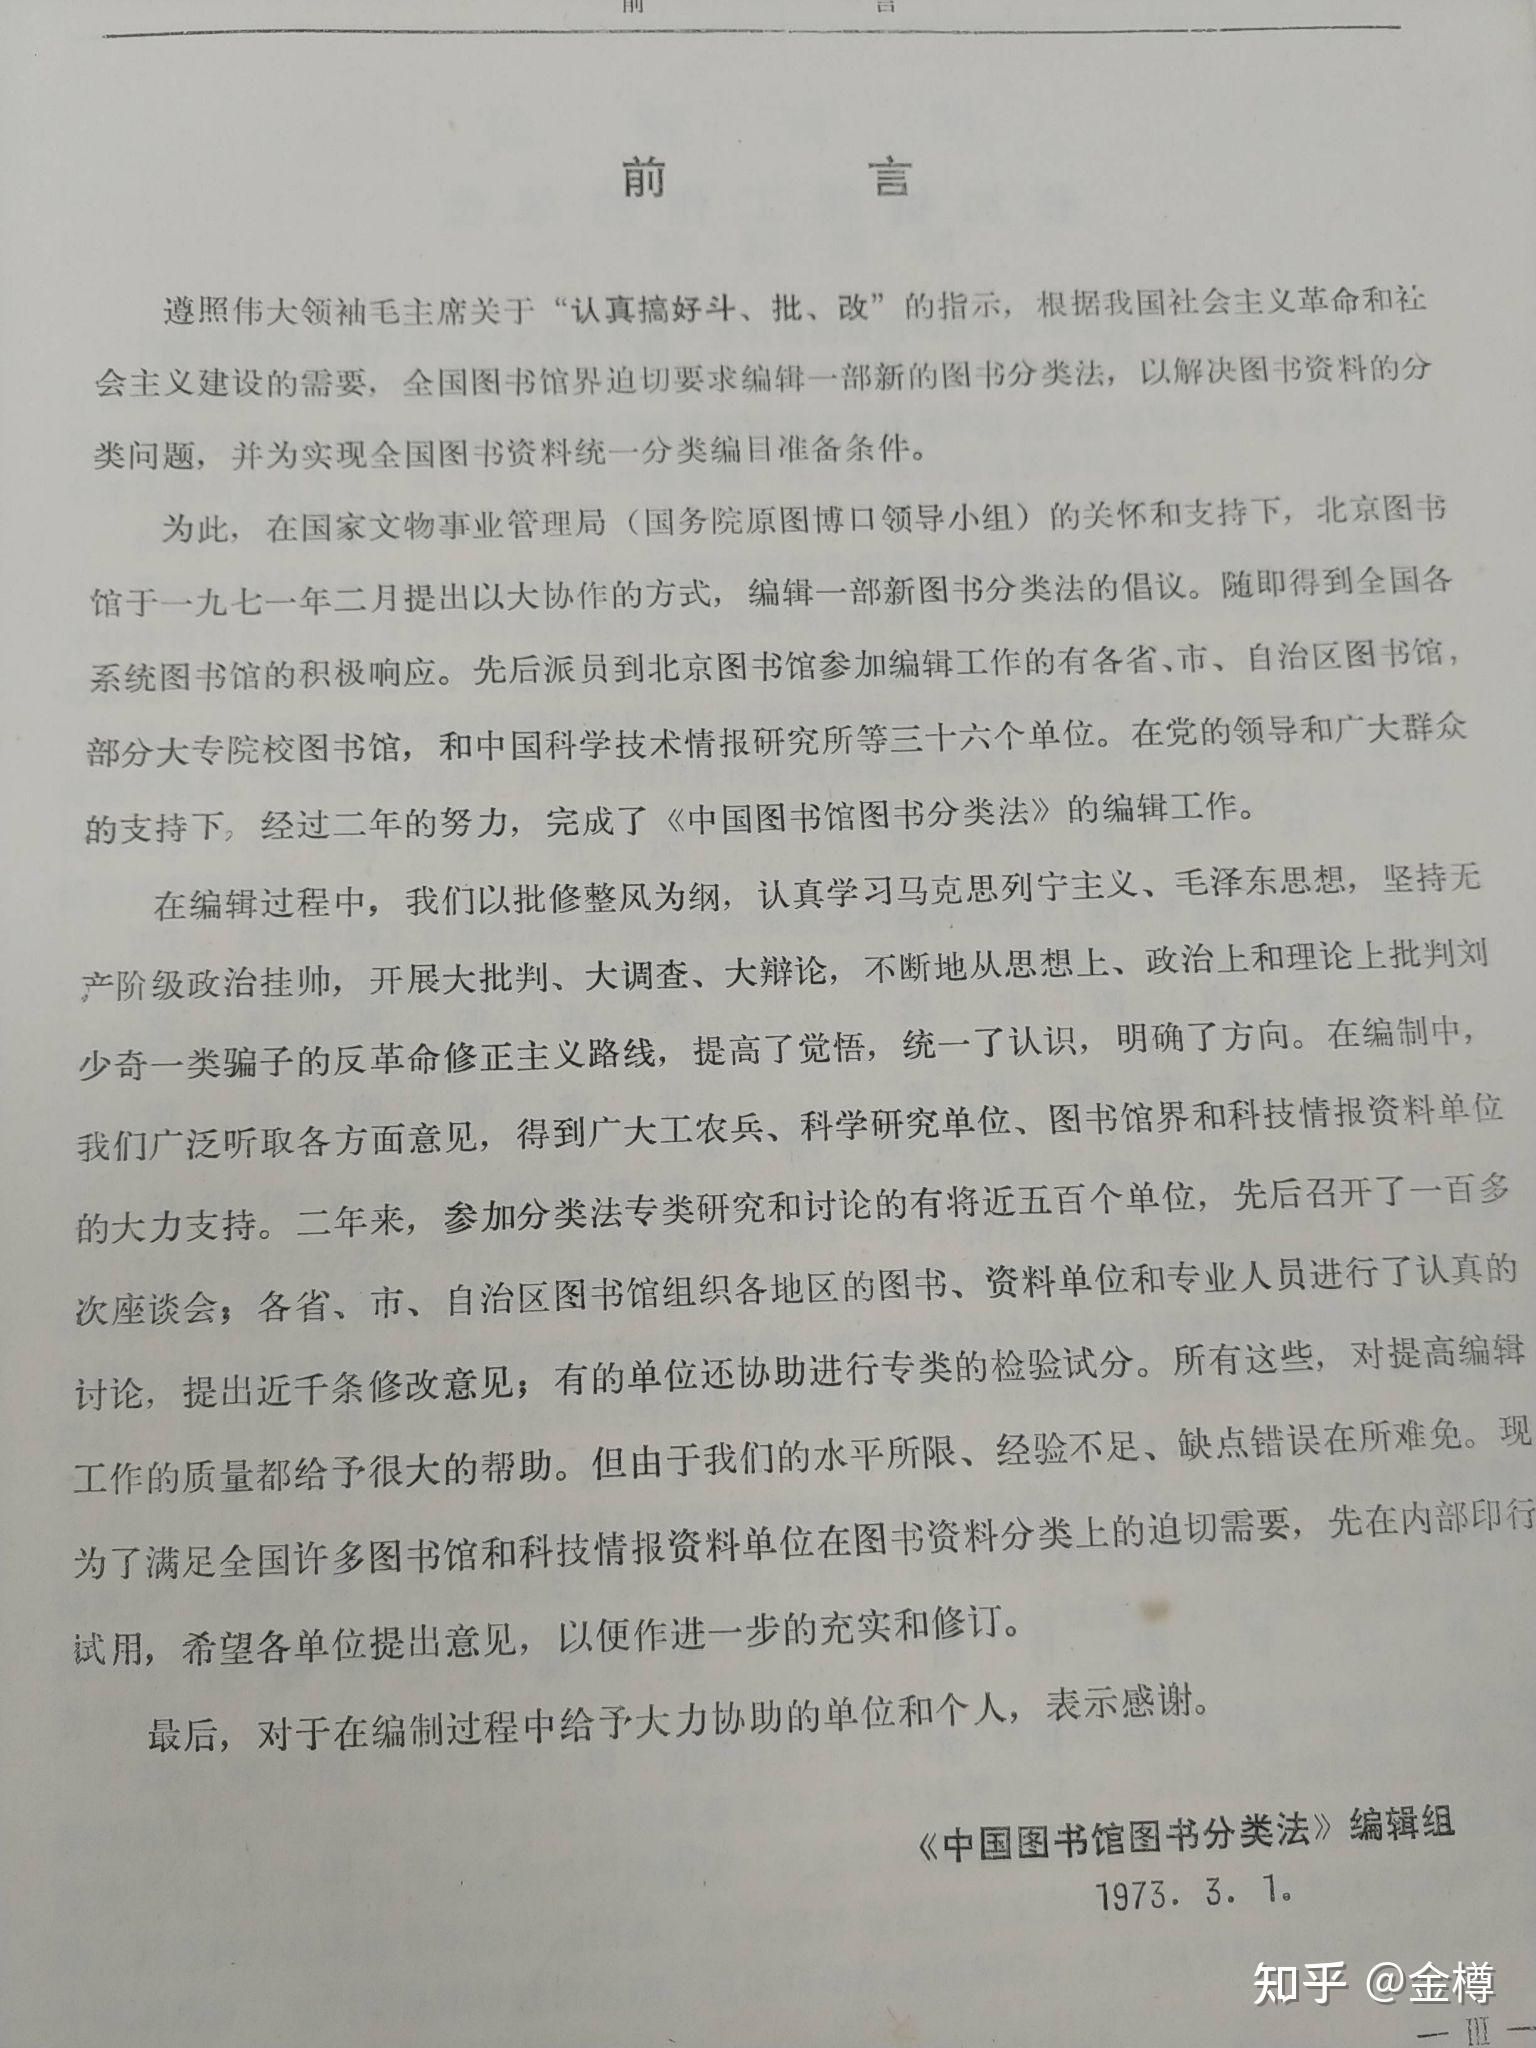 前 言
前 言
遵照伟大领袖毛主席关于“认真搞好斗、批、改”的指示，根据我国社会主义革命和社
会主义建设的需要，全国图书馆界迫切要求编辑一部新的图书分类法，以解决图书资料的分
类问题，并为实现全国图书资料统一分类编目准备条件。
为此，在国家文物事业管理局（国务院原图博口领导小组）的关怀和支持下，北京图书
馆于一九七一年二月提出以大协作的方式，编辑一部新图书分类法的倡议。随即得到全国各
系统图书馆的积极响应。先后派员到北京图书馆参加编辑工作的有各省、市、自治区图书馆，
部分大专院校图书馆，和中国科学技术情报研究所等三十六个单位。在党的领导和广大群众
的支持下，经过二年的努力，完成了《中国图书馆图书分类法》的编辑工作。
在编辑过程中，我们以批修整风为纲，认真学习马克思列宁主义、毛泽东思想，坚持无
产阶级政治挂帅，开展大批判、大调查、大辩论，不断地从思想上、政治上和理论上批判刘
少奇一类骗子的反革命修正主义路线，提高了觉悟，统一了认识，明确了方向。在编制中，
我们广泛听取各方面意见，得到广大工农兵、科学研究单位、图书馆界和科技情报资料单位
的大力支持。二年来，参加分类法专类研究和讨论的有将近五百个单位，先后召开了一百多
次座谈会；各省、市、自治区图书馆组织各地区的图书、资料单位和专业人员进行了认真的
讨论，提出近千条修改意见；有的单位还协助进行专类的检验试分。所有这些，对提高编辑
工作的质量都给予很大的帮助。但由于我们的水平所限、经验不足、缺点错误在所难免。现
为了满足全国许多图书馆和科技情报资料单位在图书资料分类上的迫切需要，先在内部印行
试用，希望各单位提出意见，以便作进一步的充实和修订。
最后，对于在编制过程中给予大力协助的单位和个人，表示感谢。
《中国图书馆图书分类法》编辑组
1973. 3. 1.
知乎 @金樽
— III —